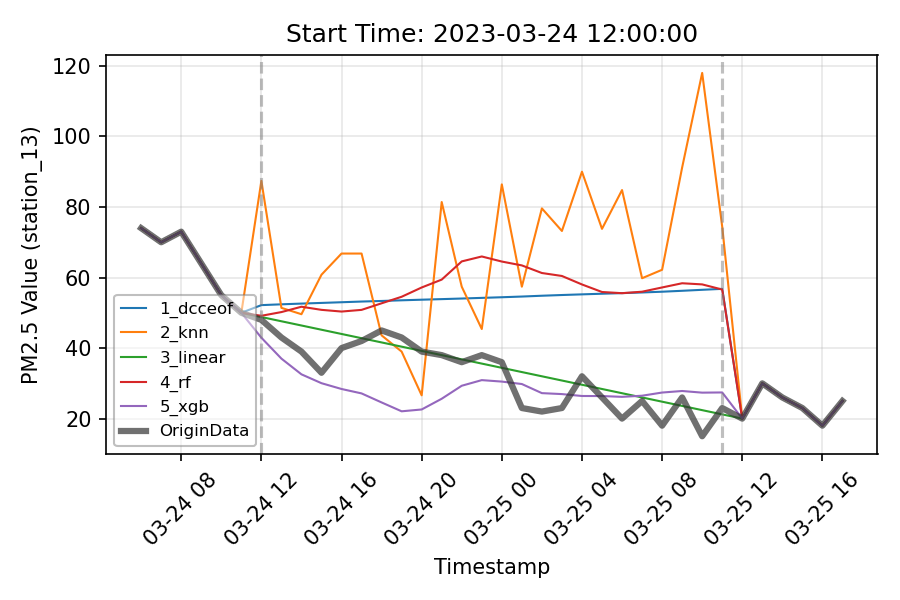 Start Time: 2023-03-24 12:00:00
PM2.5 Value (station_13)
120
100
80
60
40
20
1_dcceof
2_knn
3_linear
4_rf
5_xgb
OriginData
03-24 08
03-24 12
03-24 16
03-24 20
03-25 00
03-25 04
03-25 08
03-25 12
03-25 16
Timestamp